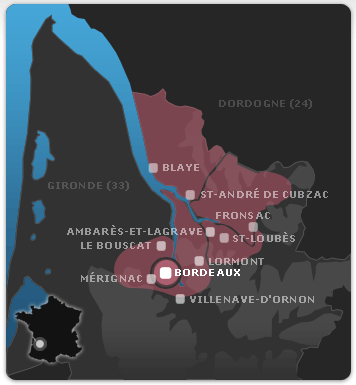 DORDOGNE (24)
BLAYE
GIRONDE (33)
ST-ANDRÉ DE CUBZAC
FRONSAC
AMBARÈS-ET-LAGRAVE
ST-LOUBÈS
LE BOUSCAT
LORMONT
BORDEAUX
MÉRIGNAC
VILLENAVE-D'ORNON